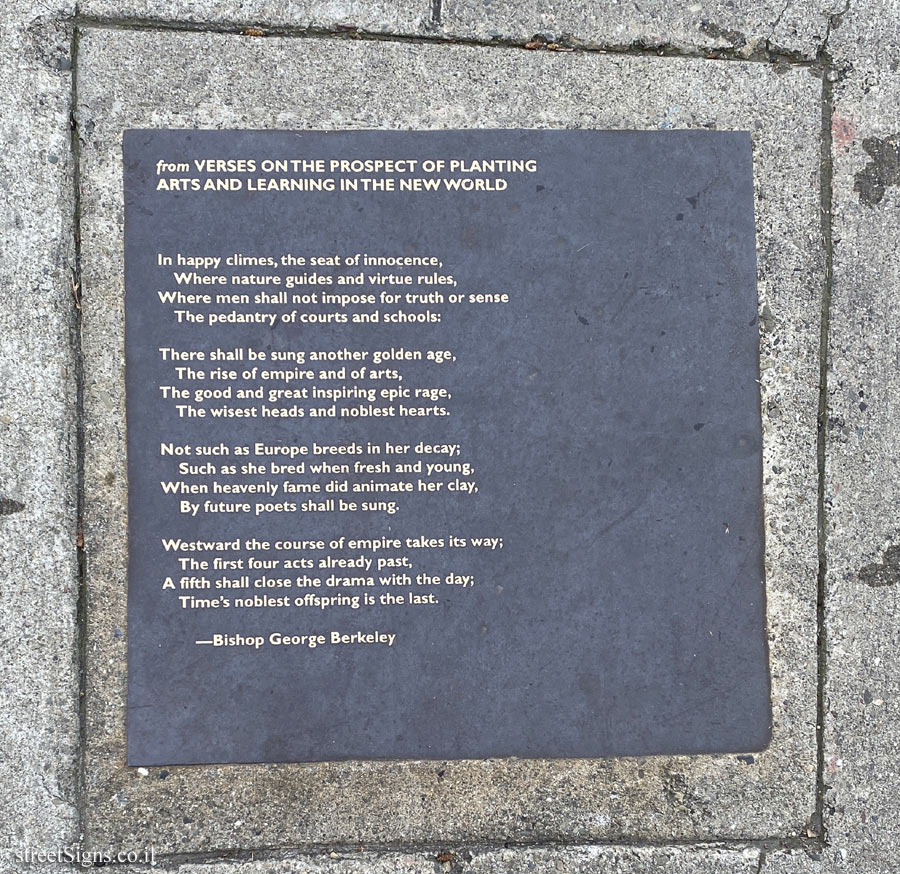 from VERSES ON THE PROSPECT OF PLANTING
ARTS AND LEARNING IN THE NEW WORLD
In happy climes, the seat of innocence,
Where nature guides and virtue rules,
Where men shall not impose for truth or sense
The pedantry of courts and schools:
There shall be sung another golden age,
The rise of empire and of arts,
The good and great inspiring epic rage,
The wisest heads and noblest hearts.
Not such as Europe breeds in her decay;
Such as she bred when fresh and young,
When heavenly fame did animate her clay,
By future poets shall be sung.
Westward the course of empire takes its way;
The first four acts already past,
A fifth shall close the drama with the day;
Time's noblest offspring is the last.
—Bishop George Berkeley
streetSigns.co.il